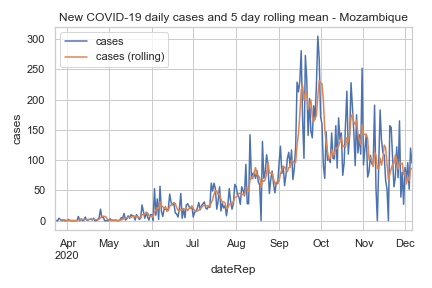 New COVID-19 daily cases and 5 day rolling mean - Mozambique
cases
cases (rolling)
cases
300
250
200
150
100
50
0
Apr May Jun Jul Aug Sep Oct Nov Dec
2020
dateRep